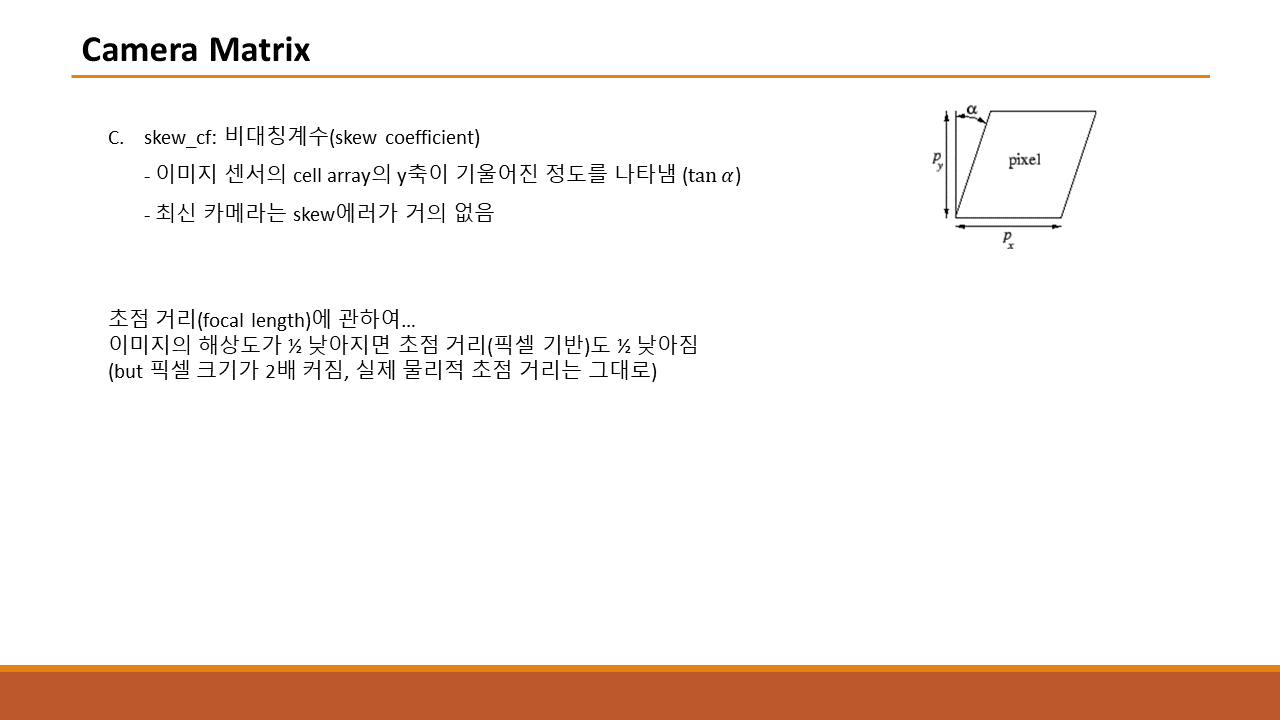 Camera Matrix
C. skew_cf: 비대칭계수(skew coefficient)
- 이미지 센서의 cell array의 y축이 기울어진 정도를 나타냄 (tan 𝛼)
- 최신 카메라는 skew에러가 거의 없음
α
pixel
p_y
p_x
초점 거리(focal length)에 관하여…
이미지의 해상도가 ½ 낮아지면 초점 거리(픽셀 기반)도 ½ 낮아짐
(but 픽셀 크기가 2배 커짐, 실제 물리적 초점 거리는 그대로)